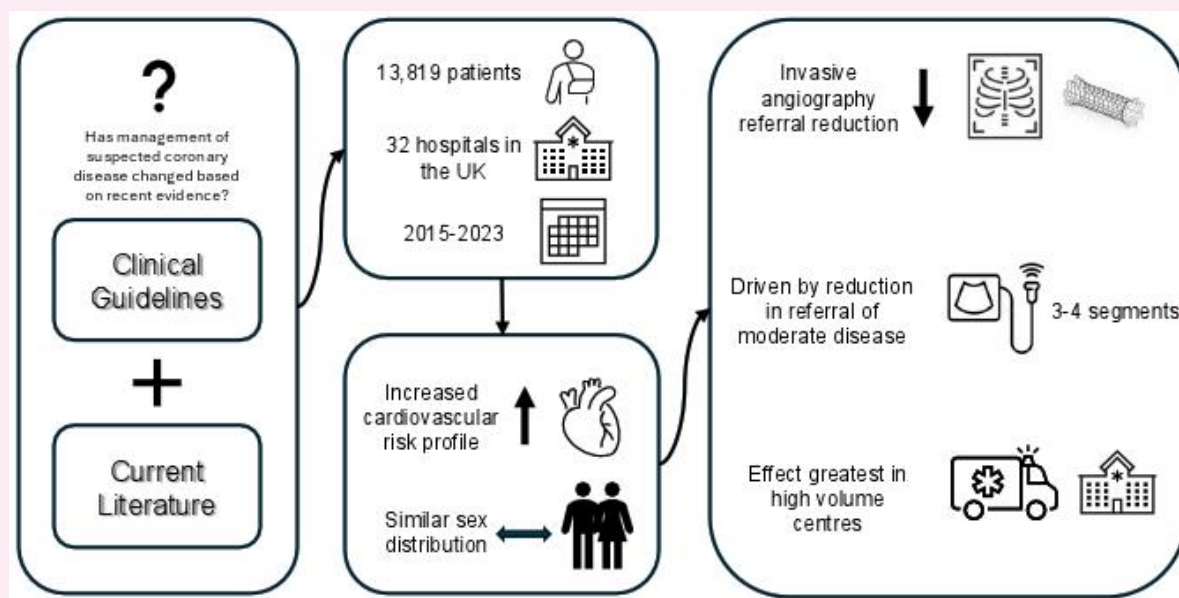 ?
Has management of
suspected coronary
disease changed based
on recent evidence?
Clinical
Guidelines
+
Current
Literature
13,819 patients
32 hospitals in
the UK
2015-2023
Increased
cardiovascular
risk profile
Similar sex
distribution
Invasive
angiography
referral reduction
Driven by reduction
in referral of
moderate disease
3-4 segments
Effect greatest in
high volume
centres